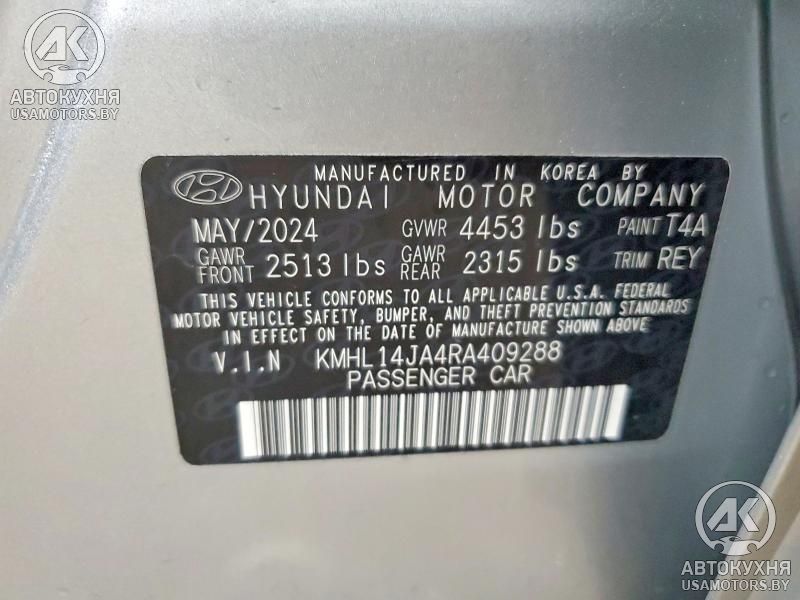 AK
АВТОКУХНЯ
USAMOTORS.BY
MANUFACTURED IN KOREA BY
HYUNDAI MOTOR COMPANY
MAY/2024 GVWR 4453 lbs PAINT T4A
GAWR FRONT 2513 lbs GAWR REAR 2315 lbs TRIM REY
THIS VEHICLE CONFORMS TO ALL APPLICABLE U.S.A. FEDERAL
MOTOR VEHICLE SAFETY, BUMPER, AND THEFT PREVENTION STANDARDS
IN EFFECT ON THE DATE OF MANUFACTURE SHOWN ABOVE
V.I.N KMHL14JA4RA409288
PASSENGER CAR
AK
АВТОКУХНЯ
USAMOTORS.BY